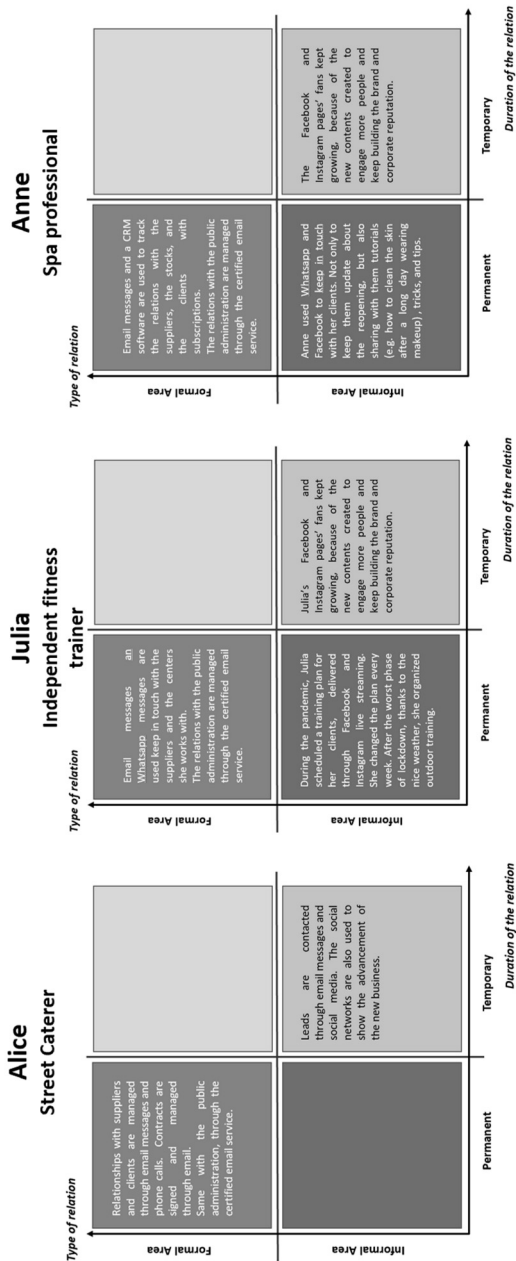 Alice
Street Caterer
Type of relation
Formal Area
Informal Area
Relationships with suppliers
and clients are managed
through email messages and
phone calls. Contracts are
signed and managed
through email.
Same with the public
administration, through the
certified email service.
Leads are contacted
through email messages and
social media. The social
networks are also used to
show the advancement of
the new business.
Permanent
Temporary
Duration of the relation
Julia
Independent fitness
trainer
Type of relation
Formal Area
Informal Area
Email messages an
Whatsapp messages are
used keep in touch with the
suppliers and the centers
she works with.
The relations with the public
administration are managed
through the certified email
service.
During the pandemic, Julia
scheduled a training plan for
her clients, delivered
through Facebook and
Instagram live streaming.
She changed the plan every
week. After the worst phase
of lockdown, thanks to the
nice weather, she organized
outdoor training.
Julia's Facebook and
Instagram pages' fans kept
growing, because of the
new contents created to
engage more people and
keep building the brand and
corporate reputation.
Permanent
Temporary
Duration of the relation
Anne
Spa professional
Type of relation
Formal Area
Informal Area
Email messages and a CRM
software are used to track
the relations with the
suppliers, the stocks, and
the clients with
subscriptions.
The relations with the public
administration are managed
through the certified email
service.
Anne used Whatsapp and
Facebook to keep in touch
with her clients. Not only to
keep them update about
the reopening, but also
sharing with them tutorials
(e.g. how to clean the skin
after a long day wearing
makeup), tricks, and tips.
The Facebook and
Instagram pages' fans kept
growing, because of the
new contents created to
engage more people and
keep building the brand and
corporate reputation.
Permanent
Temporary
Duration of the relation